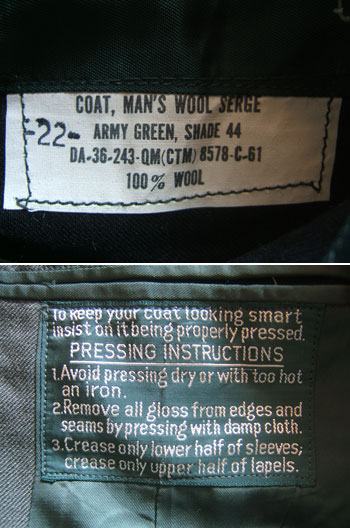 COAT, MAN'S WOOL SERGE
-22- ARMY GREEN, SHADE 44
DA-36-243-QM(CTM) 8578-C-61
100% WOOL
To keep your coat looking smart
insist on it being properly pressed.
PRESSING INSTRUCTIONS
1. Avoid pressing dry or with too hot
an iron.
2. Remove all gloss from edges and
seams by pressing with damp cloth.
3. Crease only lower half of sleeves;
crease only upper half of lapels.